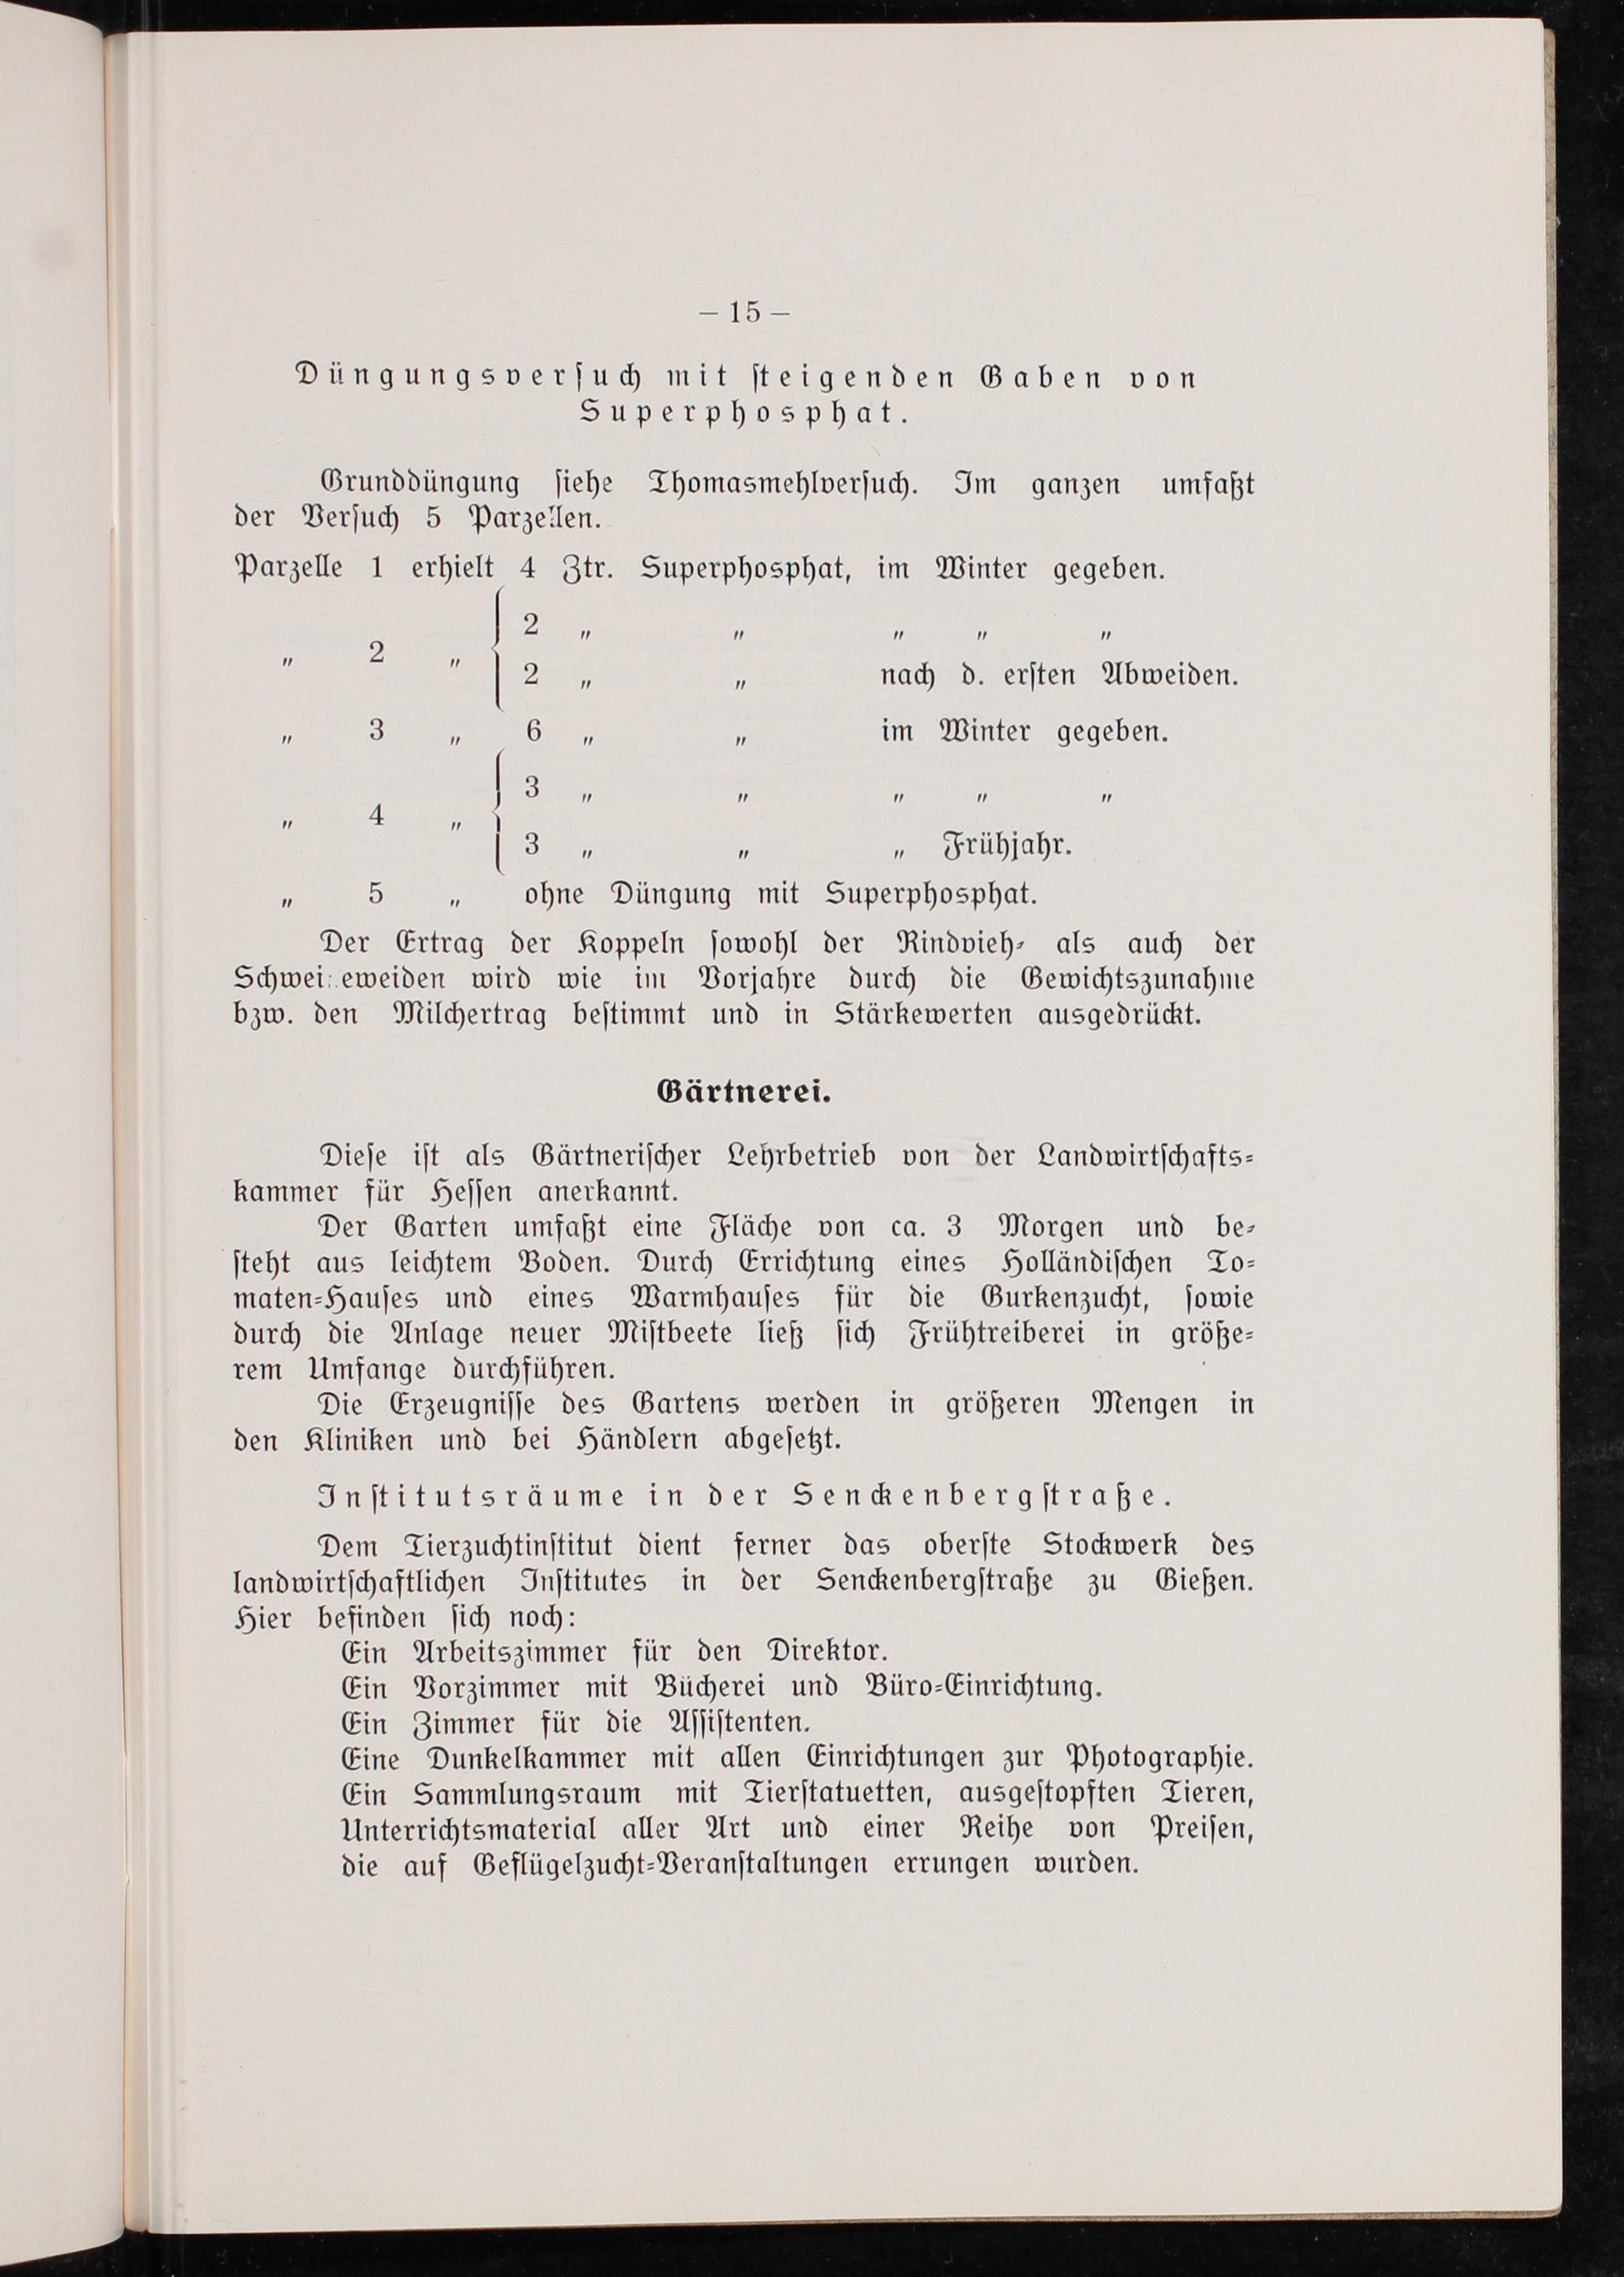 – 15 –
Düngungsversuch mit steigenden Gaben von
Superphosphat.
Grunddüngung siehe Thomasmehlversuch. Im ganzen umfaßt
der Versuch 5 Parzellen.
Parzelle 1 erhielt 4 Ztr. Superphosphat, im Winter gegeben.
2 „ „ „ „ „
„ 2 „
2 „ „ nach d. ersten Abweiden.
„ 3 „ 6 „ „ im Winter gegeben.
3 „ „ „ „ „
„ 4 „
3 „ „ „ Frühjahr.
„ 5 „ ohne Düngung mit Superphosphat.
Der Ertrag der Koppeln sowohl der Rindvieh- als auch der
Schweineweiden wird wie im Vorjahre durch die Gewichtszunahme
bzw. den Milchertrag bestimmt und in Stärkewerten ausgedrückt.
Gärtnerei.
Diese ist als Gärtnerischer Lehrbetrieb von der Landwirtschafts-
kammer für Hessen anerkannt.
Der Garten umfaßt eine Fläche von ca. 3 Morgen und be-
steht aus leichtem Boden. Durch Errichtung eines Holländischen To-
maten-Hauses und eines Warmhauses für die Gurkenzucht, sowie
durch die Anlage neuer Mistbeete ließ sich Frühtreiberei in größe-
rem Umfange durchführen.
Die Erzeugnisse des Gartens werden in größeren Mengen in
den Kliniken und bei Händlern abgesetzt.
Institutsräume in der Senckenbergstraße.
Dem Tierzuchtinstitut dient ferner das oberste Stockwerk des
landwirtschaftlichen Institutes in der Senckenbergstraße zu Gießen.
Hier befinden sich noch:
Ein Arbeitszimmer für den Direktor.
Ein Vorzimmer mit Bücherei und Büro-Einrichtung.
Ein Zimmer für die Assistenten.
Eine Dunkelkammer mit allen Einrichtungen zur Photographie.
Ein Sammlungsraum mit Tierstatuetten, ausgestopften Tieren,
Unterrichtsmaterial aller Art und einer Reihe von Preisen,
die auf Geflügelzucht-Veranstaltungen errungen wurden.